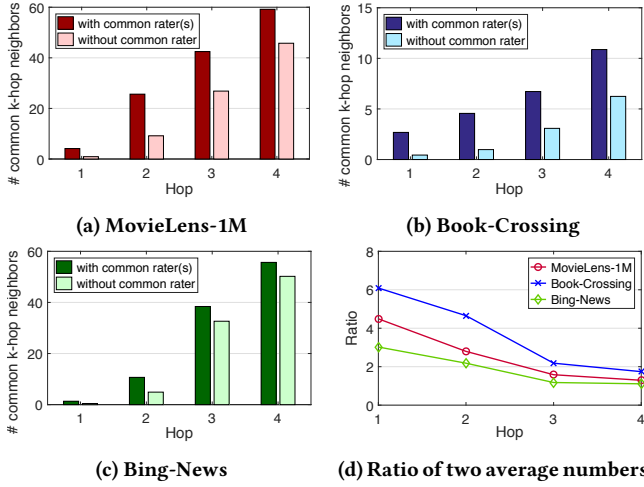 60
40
20
0
# common k-hop neighbors
with common rater(s)
without common rater
1 2 3 4
Hop
(a) MovieLens-1M
15
10
5
0
# common k-hop neighbors
with common rater(s)
without common rater
1 2 3 4
Hop
(b) Book-Crossing
60
40
20
0
# common k-hop neighbors
with common rater(s)
without common rater
1 2 3 4
Hop
(c) Bing-News
8
6
4
2
0
Ratio
MovieLens-1M
Book-Crossing
Bing-News
1 2 3 4
Hop
(d) Ratio of two average numbers